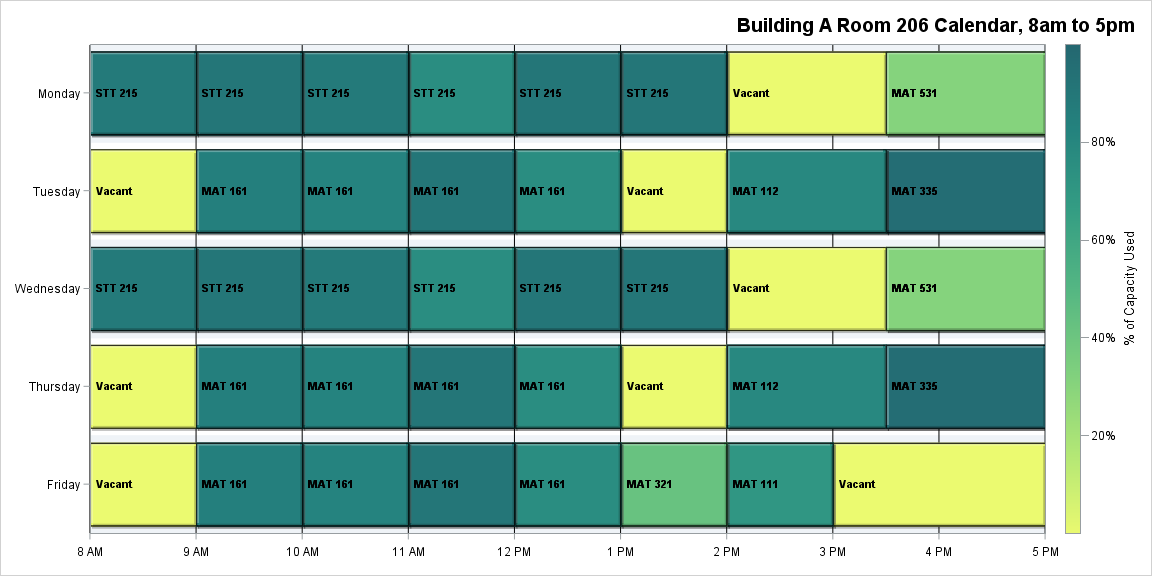 Building A Room 206 Calendar, 8am to 5pm
Monday STT 215 STT 215 STT 215 STT 215 STT 215 STT 215 Vacant MAT 531
80%
Tuesday Vacant MAT 161 MAT 161 MAT 161 MAT 161 Vacant MAT 112 MAT 335
60%
Wednesday STT 215 STT 215 STT 215 STT 215 STT 215 STT 215 Vacant MAT 531
% of Capacity Used
40%
Thursday Vacant MAT 161 MAT 161 MAT 161 MAT 161 Vacant MAT 112 MAT 335
20%
Friday Vacant MAT 161 MAT 161 MAT 161 MAT 161 MAT 321 MAT 111 Vacant
8 AM 9 AM 10 AM 11 AM 12 PM 1 PM 2 PM 3 PM 4 PM 5 PM